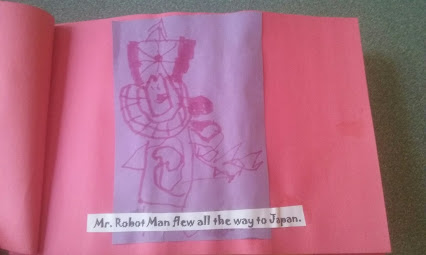 Mr. Robot Man flew all the way to Japan.